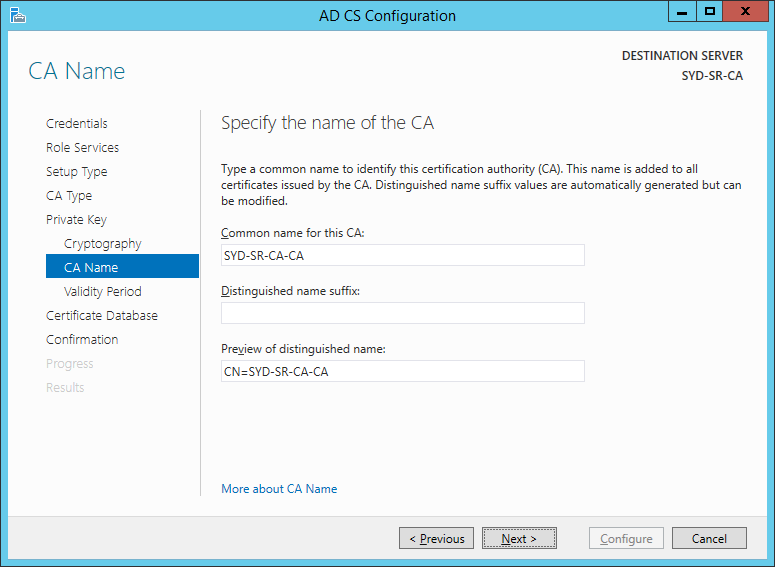 AD CS Configuration
CA Name
DESTINATION SERVER
SYD-SR-CA
Credentials
Role Services
Setup Type
CA Type
Private Key
Cryptography
CA Name
Validity Period
Certificate Database
Confirmation
Progress
Results
Specify the name of the CA
Type a common name to identify this certification authority (CA). This name is added to all
certificates issued by the CA. Distinguished name suffix values are automatically generated but can
be modified.
Common name for this CA:
SYD-SR-CA-CA
Distinguished name suffix:
Preview of distinguished name:
CN=SYD-SR-CA-CA
More about CA Name
< Previous
Next >
Configure
Cancel